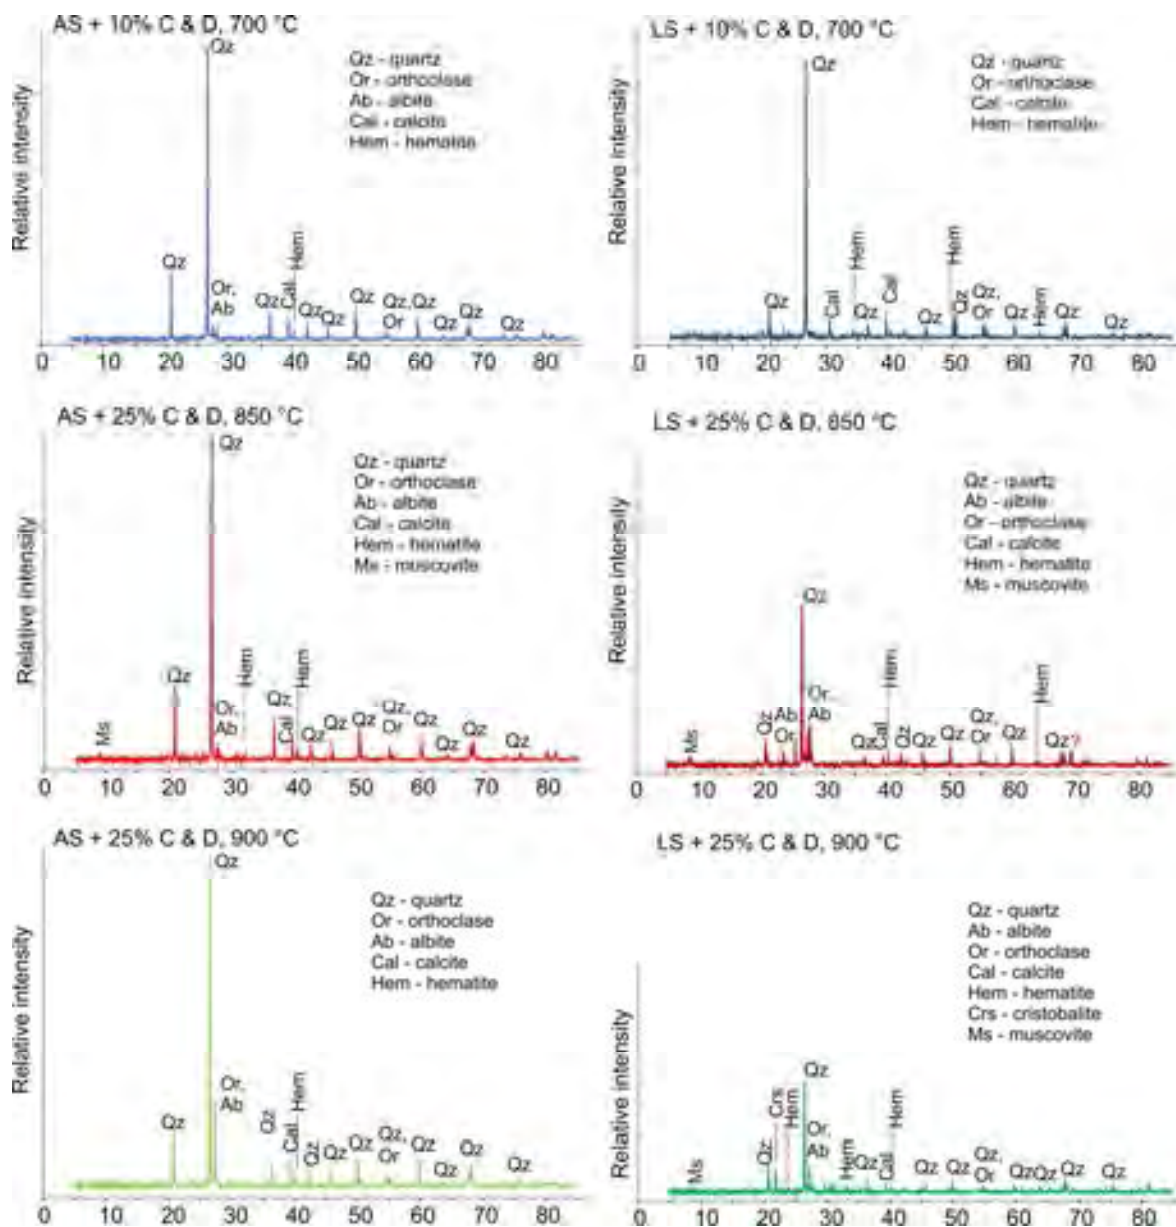 AS + 10% C & D, 700 °C
Relative intensity
Qz - quartz
Or - orthoclase
Ab - albite
Cal - calcite
Hem - hematite
Qz
Qz
Or,
Ab
Qz
Cal,
Hem
Qz
Qz
Qz
Qz,
Or
Qz
Qz
Qz
Qz
0 10 20 30 40 50 60 70 80
LS + 10% C & D, 700 °C
Relative intensity
Qz - quartz
Or - orthoclase
Cal - calcite
Hem - hematite
Qz
Qz
Cal
Hem
Qz
Cal
Qz
Hem
Qz
Qz,
Or
Qz
Hem
Qz
Qz
0 10 20 30 40 50 60 70 80
AS + 25% C & D, 850 °C
Relative intensity
Qz - quartz
Or - orthoclase
Ab - albite
Cal - calcite
Hem - hematite
Ms - muscovite
Ms
Qz
Qz
Or,
Ab
Hem
Qz
Cal
Hem
Qz
Qz
Qz
Qz,
Or
Qz
Qz
Qz
Qz
0 10 20 30 40 50 60 70 80
LS + 25% C & D, 850 °C
Relative intensity
Qz - quartz
Ab - albite
Or - orthoclase
Cal - calcite
Hem - hematite
Ms - muscovite
Ms
Qz
Ab
Or
Qz
Or,
Ab
Qz
Cal
Hem
Qz
Qz
Qz
Qz,
Or
Qz
Hem
Qz ?
0 10 20 30 40 50 60 70 80
AS + 25% C & D, 900 °C
Relative intensity
Qz - quartz
Or - orthoclase
Ab - albite
Cal - calcite
Hem - hematite
Qz
Qz
Or,
Ab
Qz
Cal,
Hem
Qz
Qz
Qz
Qz,
Or
Qz
Qz
Qz
Qz
0 10 20 30 40 50 60 70 80
LS + 25% C & D, 900 °C
Relative intensity
Qz - quartz
Ab - albite
Or - orthoclase
Cal - calcite
Hem - hematite
Crs - cristobalite
Ms - muscovite
Ms
Qz
Crs
Hem
Qz
Or,
Ab
Hem
Qz
Cal
Hem
Qz
Qz
Qz,
Or
Qz
Qz
Qz
Qz
0 10 20 30 40 50 60 70 80